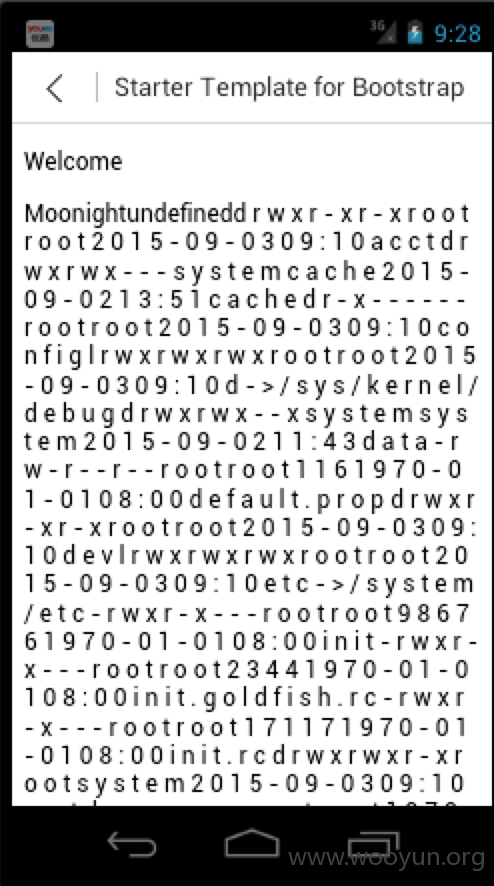 3G
9:28
Starter Template for Bootstrap
Welcome
Moonightundefinedd r w x r - x r - x r o o t
r o o t 2 0 1 5 - 0 9 - 0 3 0 9 : 1 0 a c c t d r
w x r w x - - - s y s t e m c a c h e 2 0 1 5 -
0 9 - 0 2 1 3 : 5 1 c a c h e d r - x - - - - - -
r o o t r o o t 2 0 1 5 - 0 9 - 0 3 0 9 : 1 0 c o
n f i g l r w x r w x r w x r o o t r o o t 2 0 1 5
- 0 9 - 0 3 0 9 : 1 0 d - > / s y s / k e r n e l /
d e b u g d r w x r w x - - x s y s t e m s y s
t e m 2 0 1 5 - 0 9 - 0 2 1 1 : 4 3 d a t a - r
w - r - - r - - r o o t r o o t 1 1 6 1 9 7 0 - 0
1 - 0 1 0 8 : 0 0 d e f a u l t . p r o p d r w x r
- x r - x r o o t r o o t 2 0 1 5 - 0 9 - 0 3 0 9 :
1 0 d e v l r w x r w x r w x r o o t r o o t 2 0
1 5 - 0 9 - 0 3 0 9 : 1 0 e t c - > / s y s t e m
/ e t c - r w x r - x - - - r o o t r o o t 9 8 6 7
6 1 9 7 0 - 0 1 - 0 1 0 8 : 0 0 i n i t - r w x r -
x - - - r o o t r o o t 2 3 4 4 1 9 7 0 - 0 1 - 0
1 0 8 : 0 0 i n i t . g o l d f i s h . r c - r w x r
- x - - - r o o t r o o t 1 7 1 1 7 1 9 7 0 - 0 1
- 0 1 0 8 : 0 0 i n i t . r c d r w x r w x r - x r
o o t s y s t e m 2 0 1 5 - 0 9 - 0 3 0 9 : 1 0
www.wooyun.org